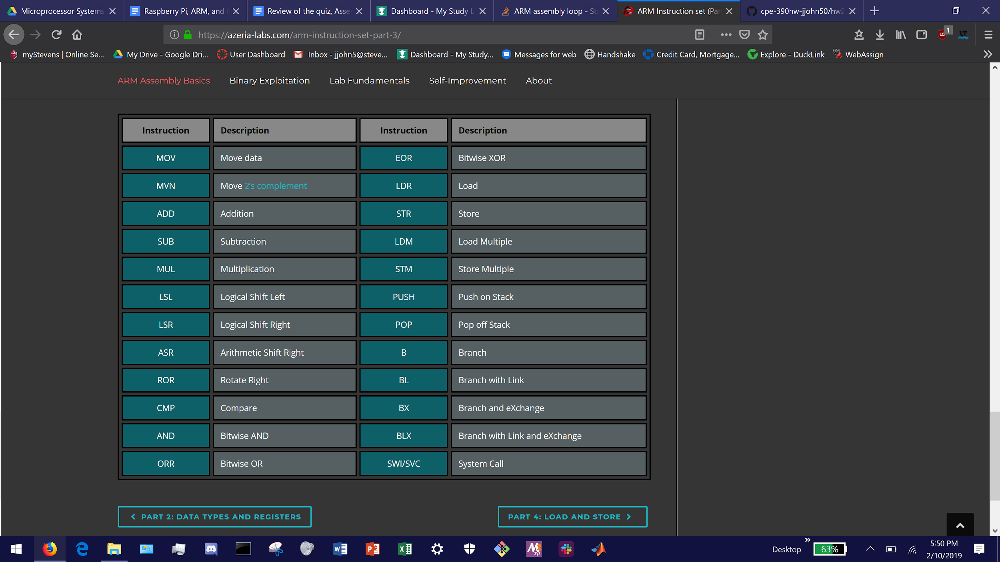 Microprocessor Systems
Raspberry Pi, ARM, and
Review of the quiz, Asse
Dashboard - My Study Li
ARM assembly loop - Sta
ARM Instruction set (Par
cpe-390hw-jjohn50/hw2
https://azeria-labs.com/arm-instruction-set-part-3/
1
myStevens | Online Se...
My Drive - Google Dri...
User Dashboard
Inbox - jjohn5@steve...
Dashboard - My Study...
Messages for web
Handshake
Credit Card, Mortgage...
Explore - DuckLink
WebAssign
ARM Assembly Basics Binary Exploitation Lab Fundamentals Self-Improvement About
Instruction Description Instruction Description
MOV Move data EOR Bitwise XOR
MVN Move 2's complement LDR Load
ADD Addition STR Store
SUB Subtraction LDM Load Multiple
MUL Multiplication STM Store Multiple
LSL Logical Shift Left PUSH Push on Stack
LSR Logical Shift Right POP Pop off Stack
ASR Arithmetic Shift Right B Branch
ROR Rotate Right BL Branch with Link
CMP Compare BX Branch and eXchange
AND Bitwise AND BLX Branch with Link and eXchange
ORR Bitwise OR SWI/SVC System Call
PART 2: DATA TYPES AND REGISTERS
PART 4: LOAD AND STORE
Desktop
63%
5:50 PM
2/10/2019